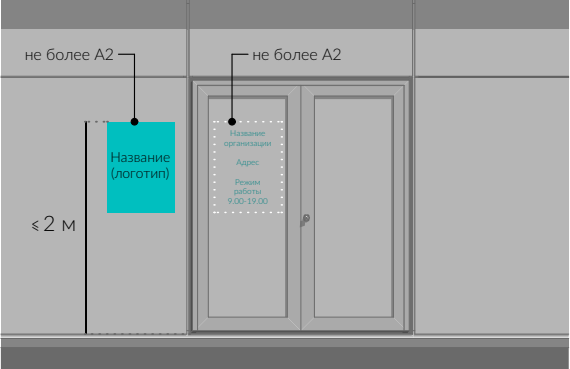 не более А2
не более А2
Название
(логотип)
Название
организации
Адрес
Режим
работы
9.00-19.00
⩽ 2 м